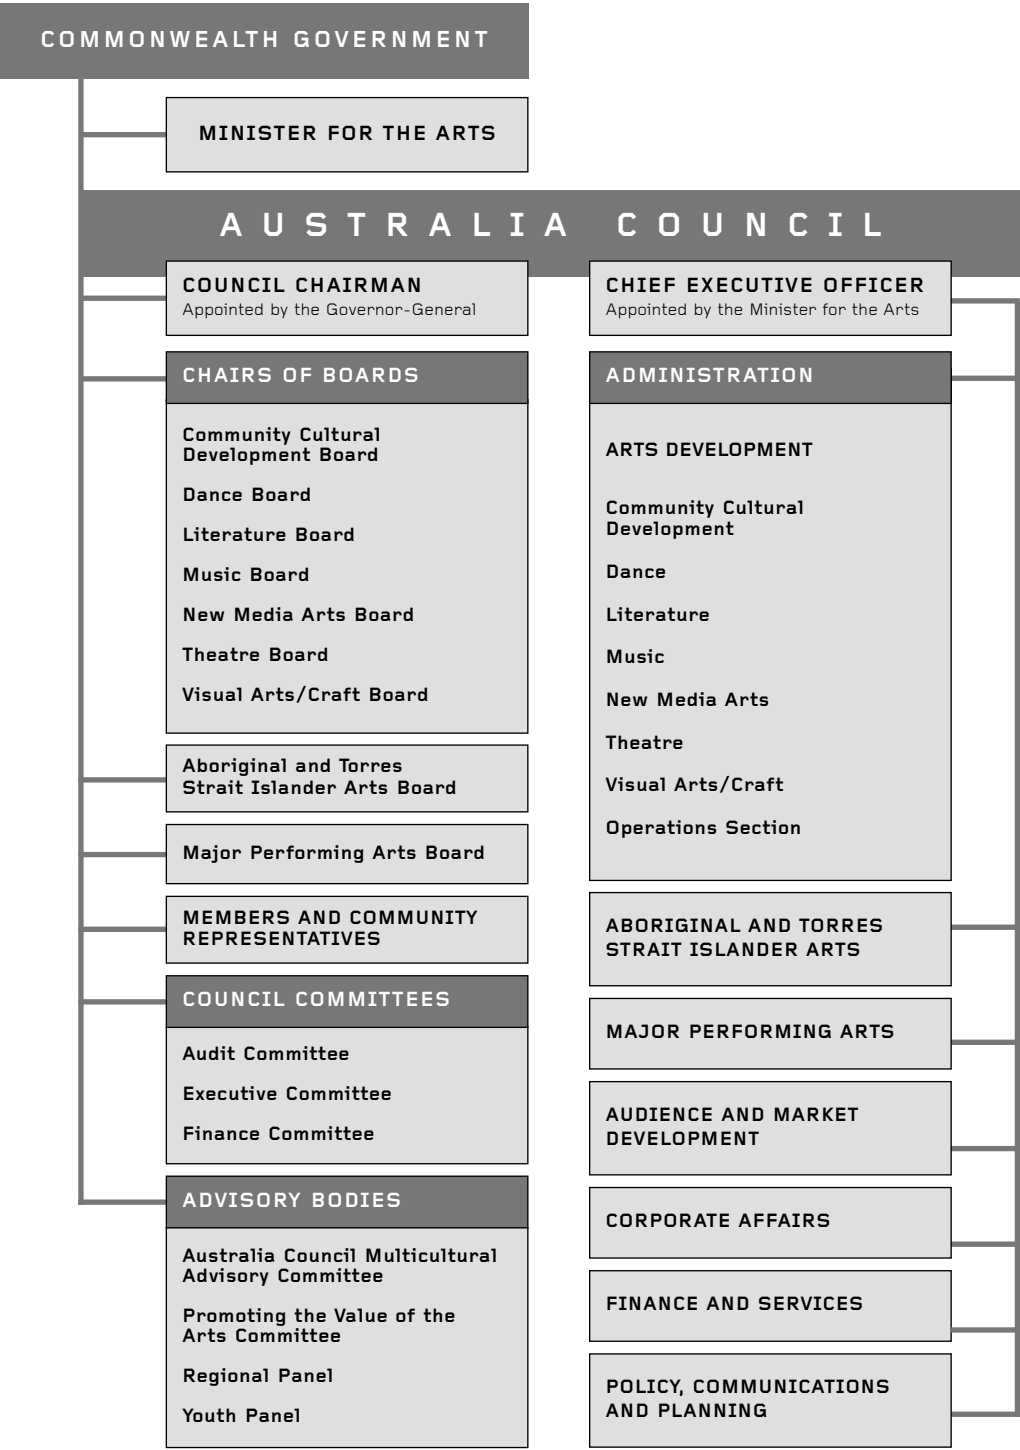 COMMONWEALTH GOVERNMENT
MINISTER FOR THE ARTS
AUSTRALIA COUNCIL
COUNCIL CHAIRMAN
Appointed by the Governor-General
CHAIRS OF BOARDS
Community Cultural
Development Board
Dance Board
Literature Board
Music Board
New Media Arts Board
Theatre Board
Visual Arts/Craft Board
Aboriginal and Torres
Strait Islander Arts Board
Major Performing Arts Board
MEMBERS AND COMMUNITY
REPRESENTATIVES
COUNCIL COMMITTEES
Audit Committee
Executive Committee
Finance Committee
ADVISORY BODIES
Australia Council Multicultural
Advisory Committee
Promoting the Value of the
Arts Committee
Regional Panel
Youth Panel
CHIEF EXECUTIVE OFFICER
Appointed by the Minister for the Arts
ADMINISTRATION
ARTS DEVELOPMENT
Community Cultural
Development
Dance
Literature
Music
New Media Arts
Theatre
Visual Arts/Craft
Operations Section
ABORIGINAL AND TORRES
STRAIT ISLANDER ARTS
MAJOR PERFORMING ARTS
AUDIENCE AND MARKET
DEVELOPMENT
CORPORATE AFFAIRS
FINANCE AND SERVICES
POLICY, COMMUNICATIONS
AND PLANNING